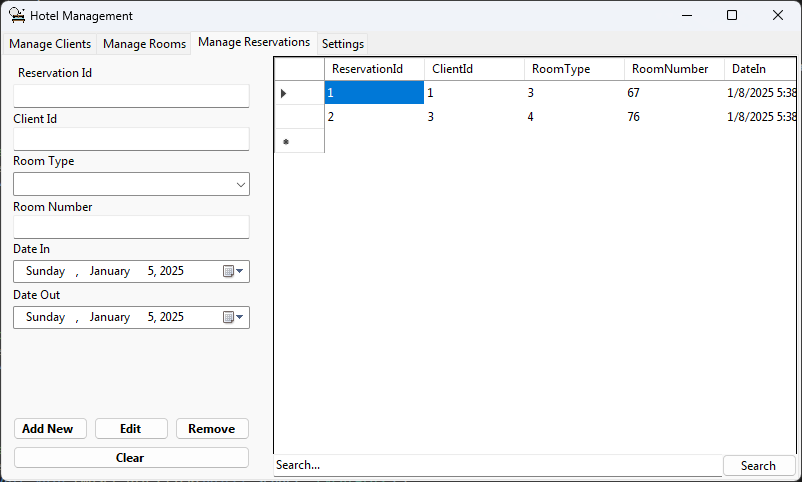 Hotel Management
Manage Clients Manage Rooms Manage Reservations Settings
Reservation Id
Client Id
Room Type
Room Number
Date In
Sunday , January 5, 2025
Date Out
Sunday , January 5, 2025
Add New Edit Remove
Clear
ReservationId ClientId RoomType RoomNumber DateIn
1 1 3 67 1/8/2025 5:38
2 3 4 76 1/8/2025 5:38
Search... Search